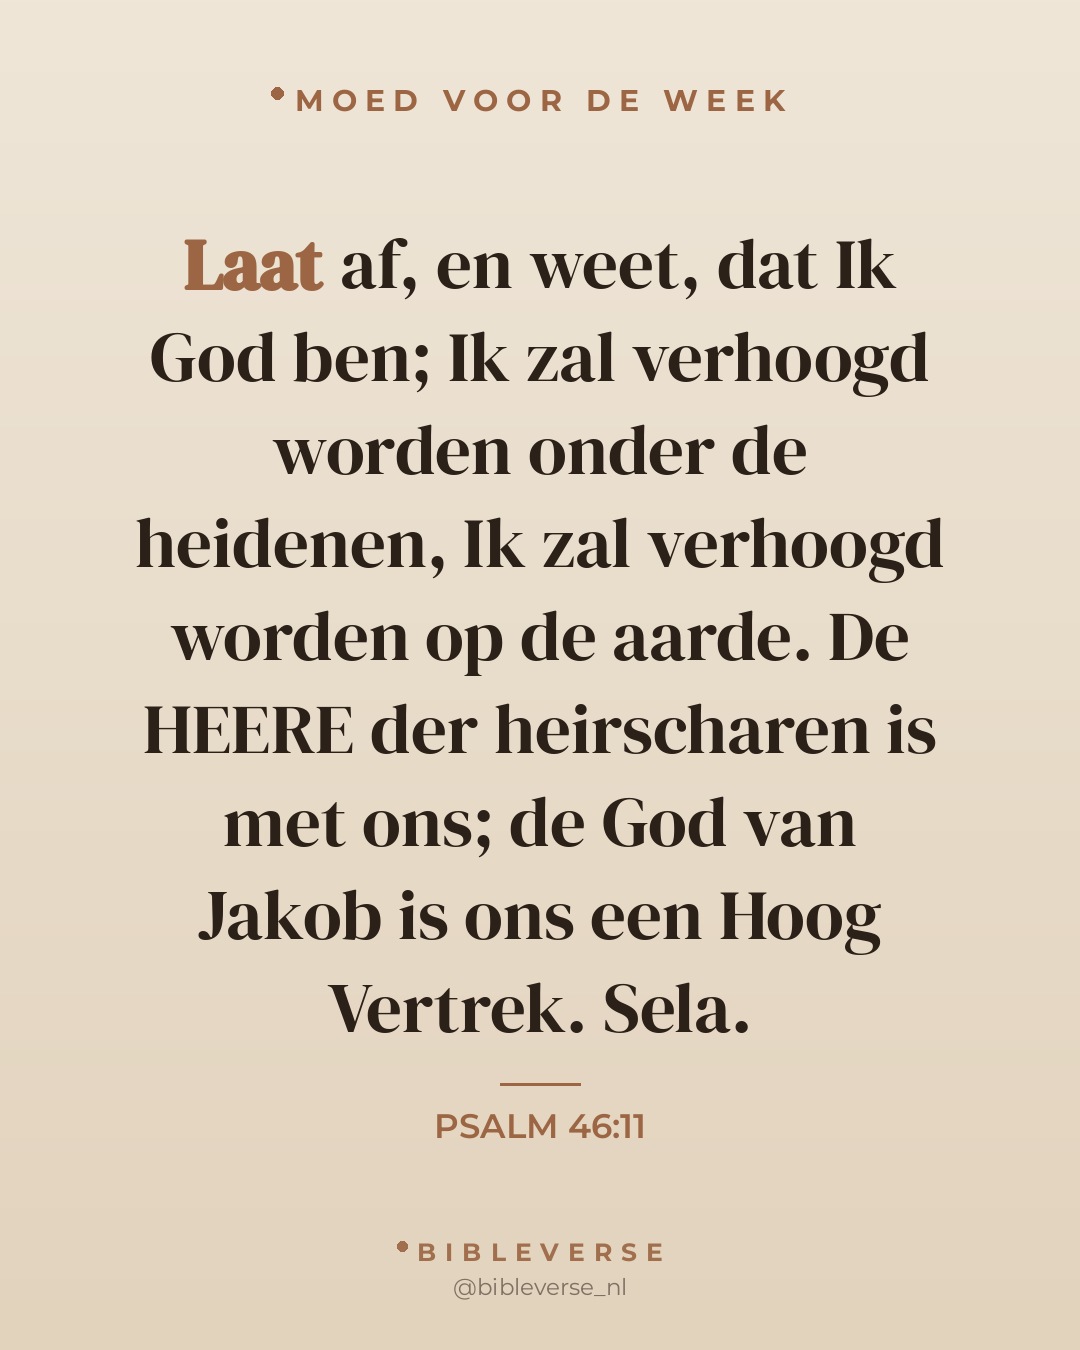 MOED VOOR DE WEEK
Laat af, en weet, dat Ik
God ben; Ik zal verhoogd
worden onder de
heidenen, Ik zal verhoogd
worden op de aarde. De
HEERE der heirscharen is
met ons; de God van
Jakob is ons een Hoog
Vertrek. Sela.
PSALM 46:11
BIBLEVERSE
@bibleverse_nl